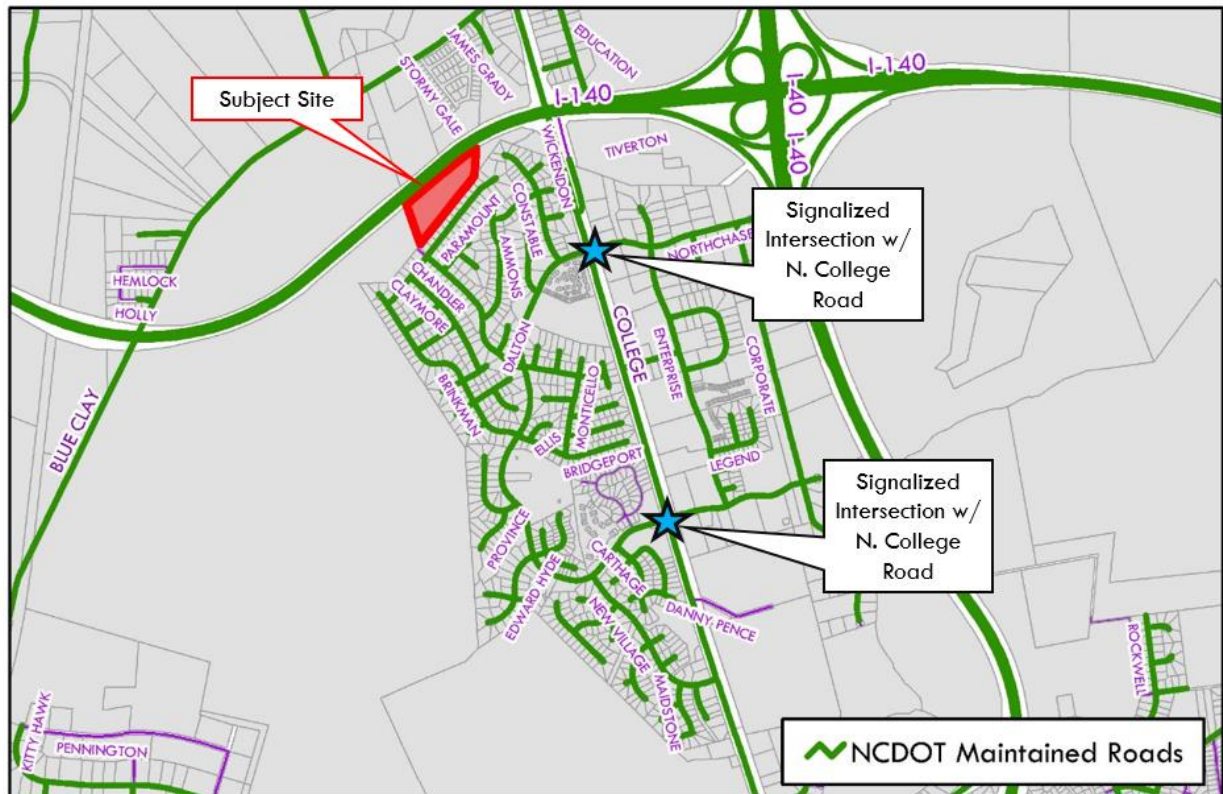 EDUCATION
JAMES GRADY
STORMY GALE
I-140
I-140
I-40
I-40
Subject Site
WICKENDON
TIVERTON
Signalized
Intersection w/
N. College
Road
CONSTABLE
PARAMOUNT
AMMONS
NORTHCHASE
HEMLOCK
HOLLY
CHANDLER
CLAYMORE
DALTON
COLLEGE
ENTERPRISE
CORPORATE
BRINKMAN
MONTICELLO
ELLIS
BRIDGEPORT
LEGEND
BLUE CLAY
Signalized
Intersection w/
N. College
Road
PROVINCE
EDWARD HYDE
CARTHAGE
NEW VILLAGE
DANNY PENCE
MAIDSTONE
ROCKWELL
KITTY HAWK
PENNINGTON
NCDOT Maintained Roads